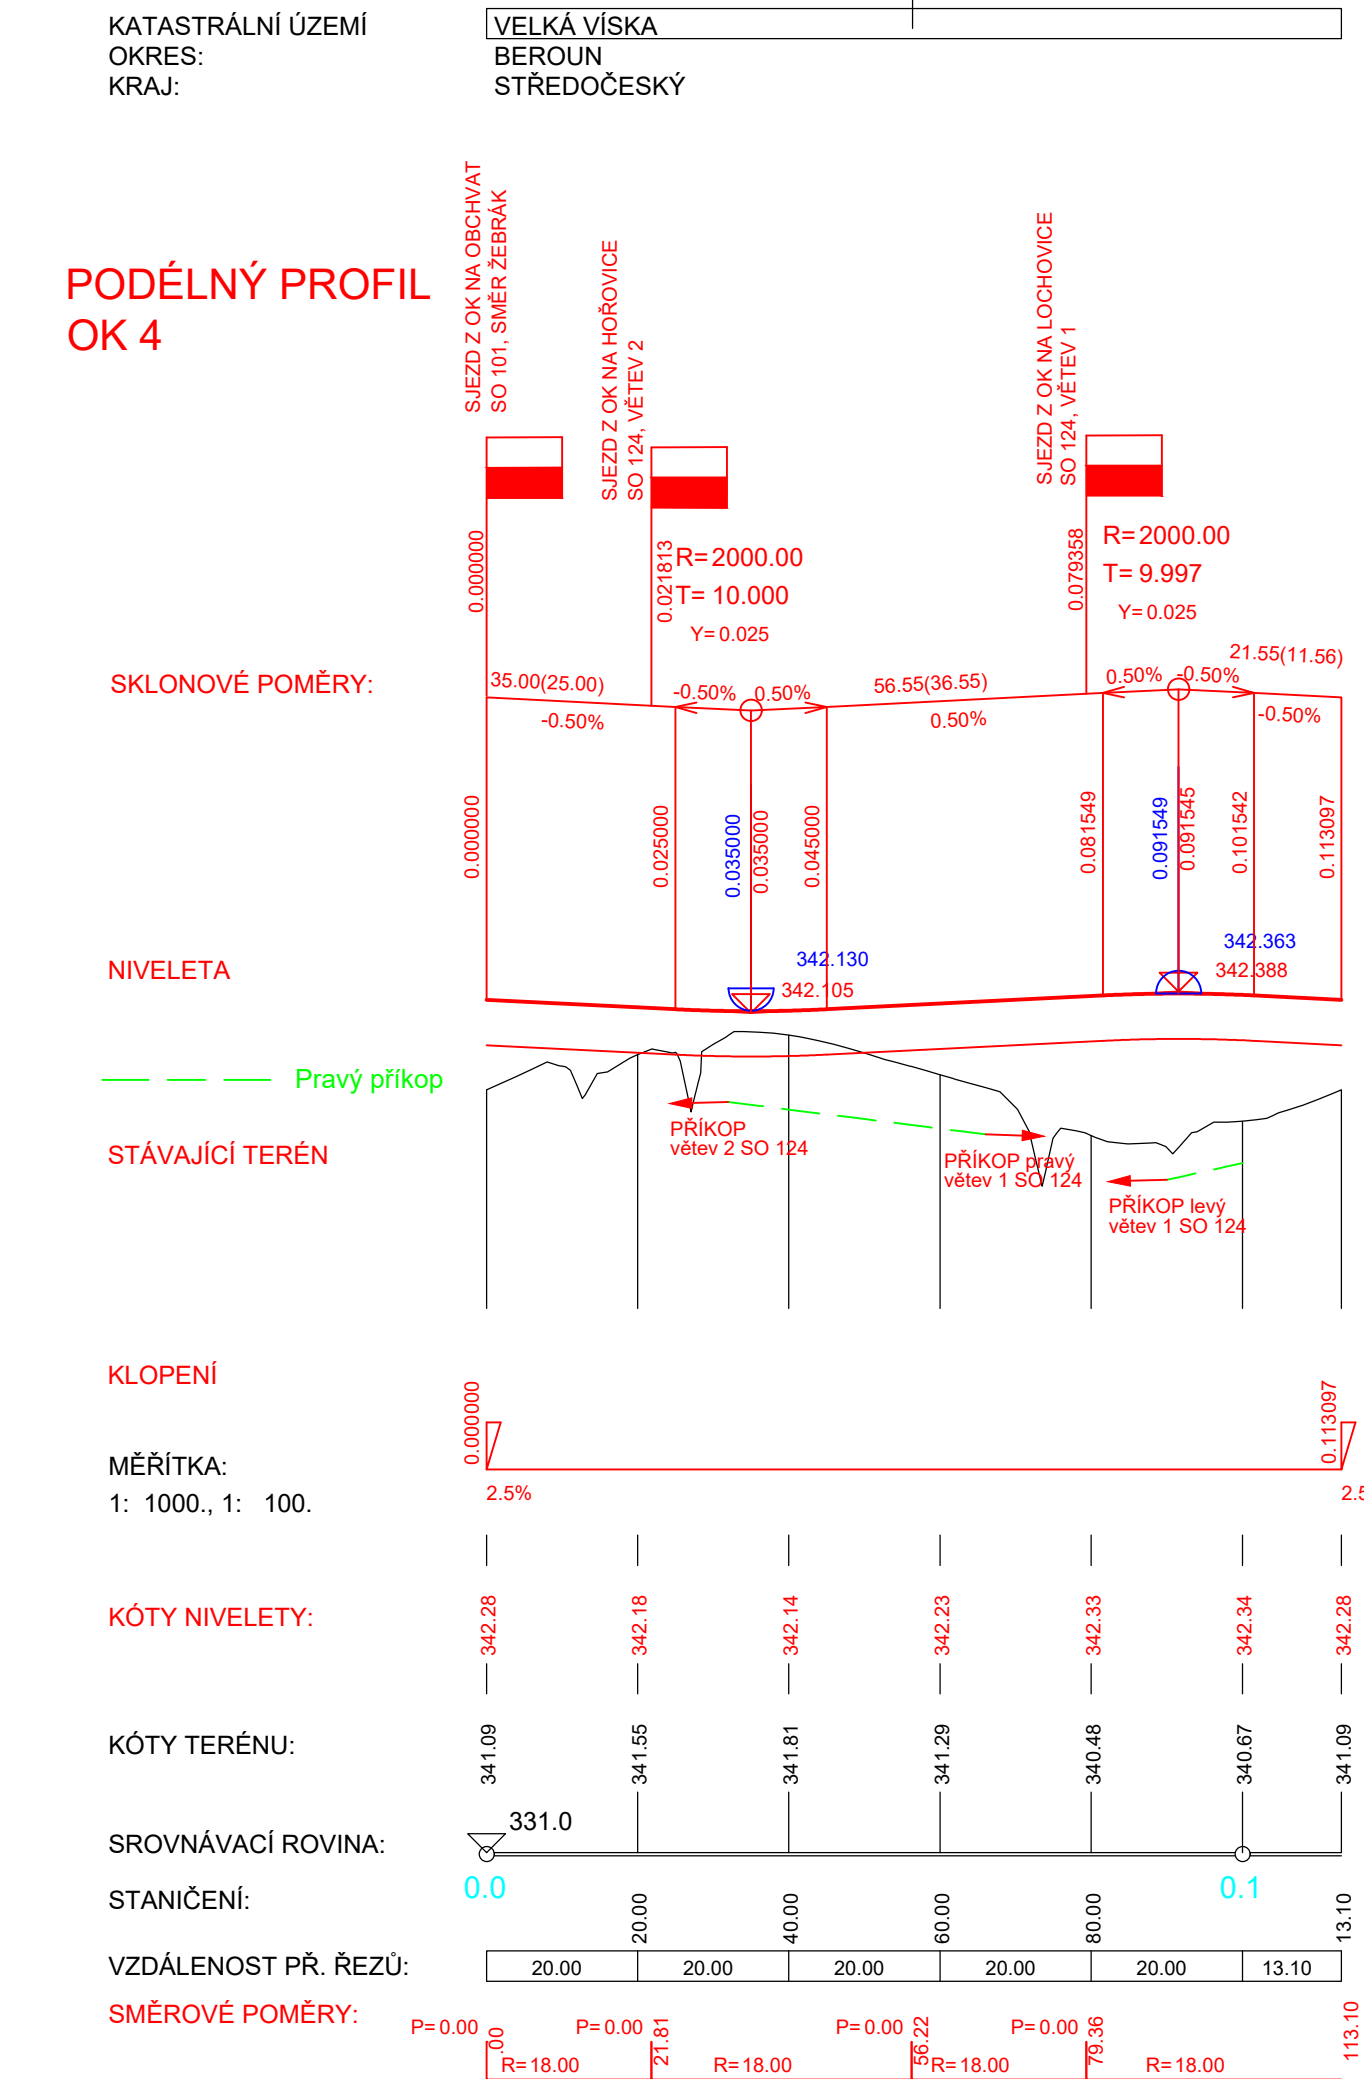 KATASTRÁLNÍ ÚZEMÍ VELKÁ VÍSKA
OKRES: BEROUN
KRAJ: STŘEDOČESKÝ
PODÉLNÝ PROFIL
OK 4
SJEZD Z OK NA OBCHVAT
SO 101, SMĚR ŽEBRÁK
SJEZD Z OK NA HOŘOVICE
SO 124, VĚTEV 2
SJEZD Z OK NA LOCHOVICE
SO 124, VĚTEV 1
0.000000
0.021813
R=2000.00
T= 10.000
Y=0.025
0.079358
R=2000.00
T= 9.997
Y=0.025
SKLONOVÉ POMĚRY:
35.00(25.00)
-0.50%
-0.50% 0.50%
56.55(36.55)
0.50%
0.50% -0.50%
21.55(11.56)
-0.50%
0.000000
0.025000
0.035000
0.035000
0.045000
0.081549
0.091549
0.091545
0.101542
0.113097
NIVELETA
342.130
342.105
342.363
342.388
Pravý příkop
STÁVAJÍCÍ TERÉN
PŘÍKOP
větev 2 SO 124
PŘÍKOP pravý
větev 1 SO 124
PŘÍKOP levý
větev 1 SO 124
KLOPENÍ
0.000000
0.113097
2.5%
2.5
MĚŘÍTKA:
1: 1000., 1: 100.
KÓTY NIVELETY: 342.28 342.18 342.14 342.23 342.33 342.34 342.28
KÓTY TERÉNU: 341.09 341.55 341.81 341.29 340.48 340.67 341.09
SROVNÁVACÍ ROVINA: 331.0
STANIČENÍ: 0.0 20.00 40.00 60.00 80.00 0.1 13.10
VZDÁLENOST PŘ. ŘEZŮ: 20.00 20.00 20.00 20.00 20.00 13.10
SMĚROVÉ POMĚRY: P=0.00 .00 P=0.00 21.81 P=0.00 56.22 P=0.00 79.36 113.10
R=18.00 R=18.00 R=18.00 R=18.00